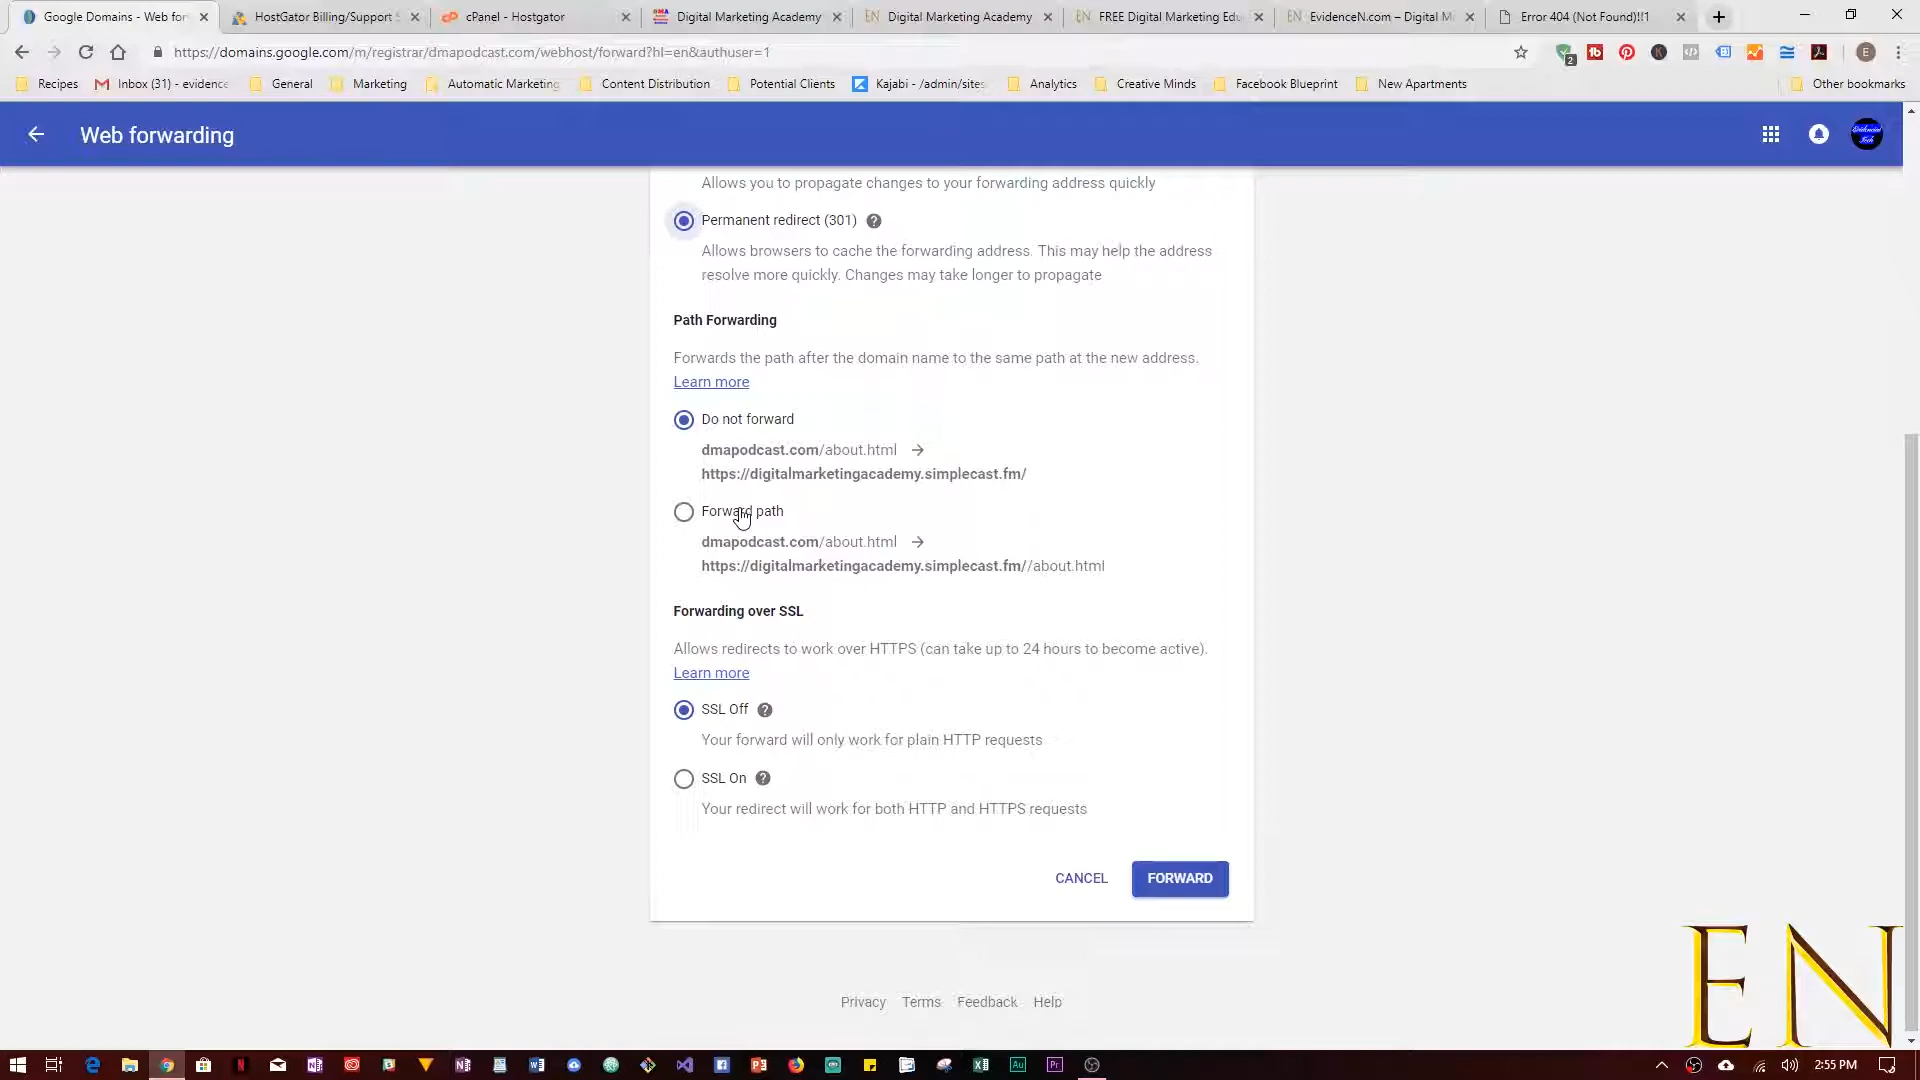 Google Domains - Web for
HostGator Billing/Support S
cPanel - Hostgator
Digital Marketing Academy
EN Digital Marketing Academy
EN FREE Digital Marketing Edu
EN EvidenceN.com – Digital M
Error 404 (Not Found)!!1
https://domains.google.com/m/registrar/dmapodcast.com/webhost/forward?hl=en&authuser=1
Recipes
Inbox (31) - evidence
General
Marketing
Automatic Marketing
Content Distribution
Potential Clients
Kajabi - /admin/sites
Analytics
Creative Minds
Facebook Blueprint
New Apartments
Other bookmarks
Web forwarding
Allows you to propagate changes to your forwarding address quickly
Permanent redirect (301)
Allows browsers to cache the forwarding address. This may help the address
resolve more quickly. Changes may take longer to propagate
Path Forwarding
Forwards the path after the domain name to the same path at the new address.
Learn more
Do not forward
dmapodcast.com/about.html →
https://digitalmarketingacademy.simplecast.fm/
Forward path
dmapodcast.com/about.html →
https://digitalmarketingacademy.simplecast.fm//about.html
Forwarding over SSL
Allows redirects to work over HTTPS (can take up to 24 hours to become active).
Learn more
SSL Off
Your forward will only work for plain HTTP requests
SSL On
Your redirect will work for both HTTP and HTTPS requests
CANCEL
FORWARD
EN
Privacy Terms Feedback Help
2:55 PM